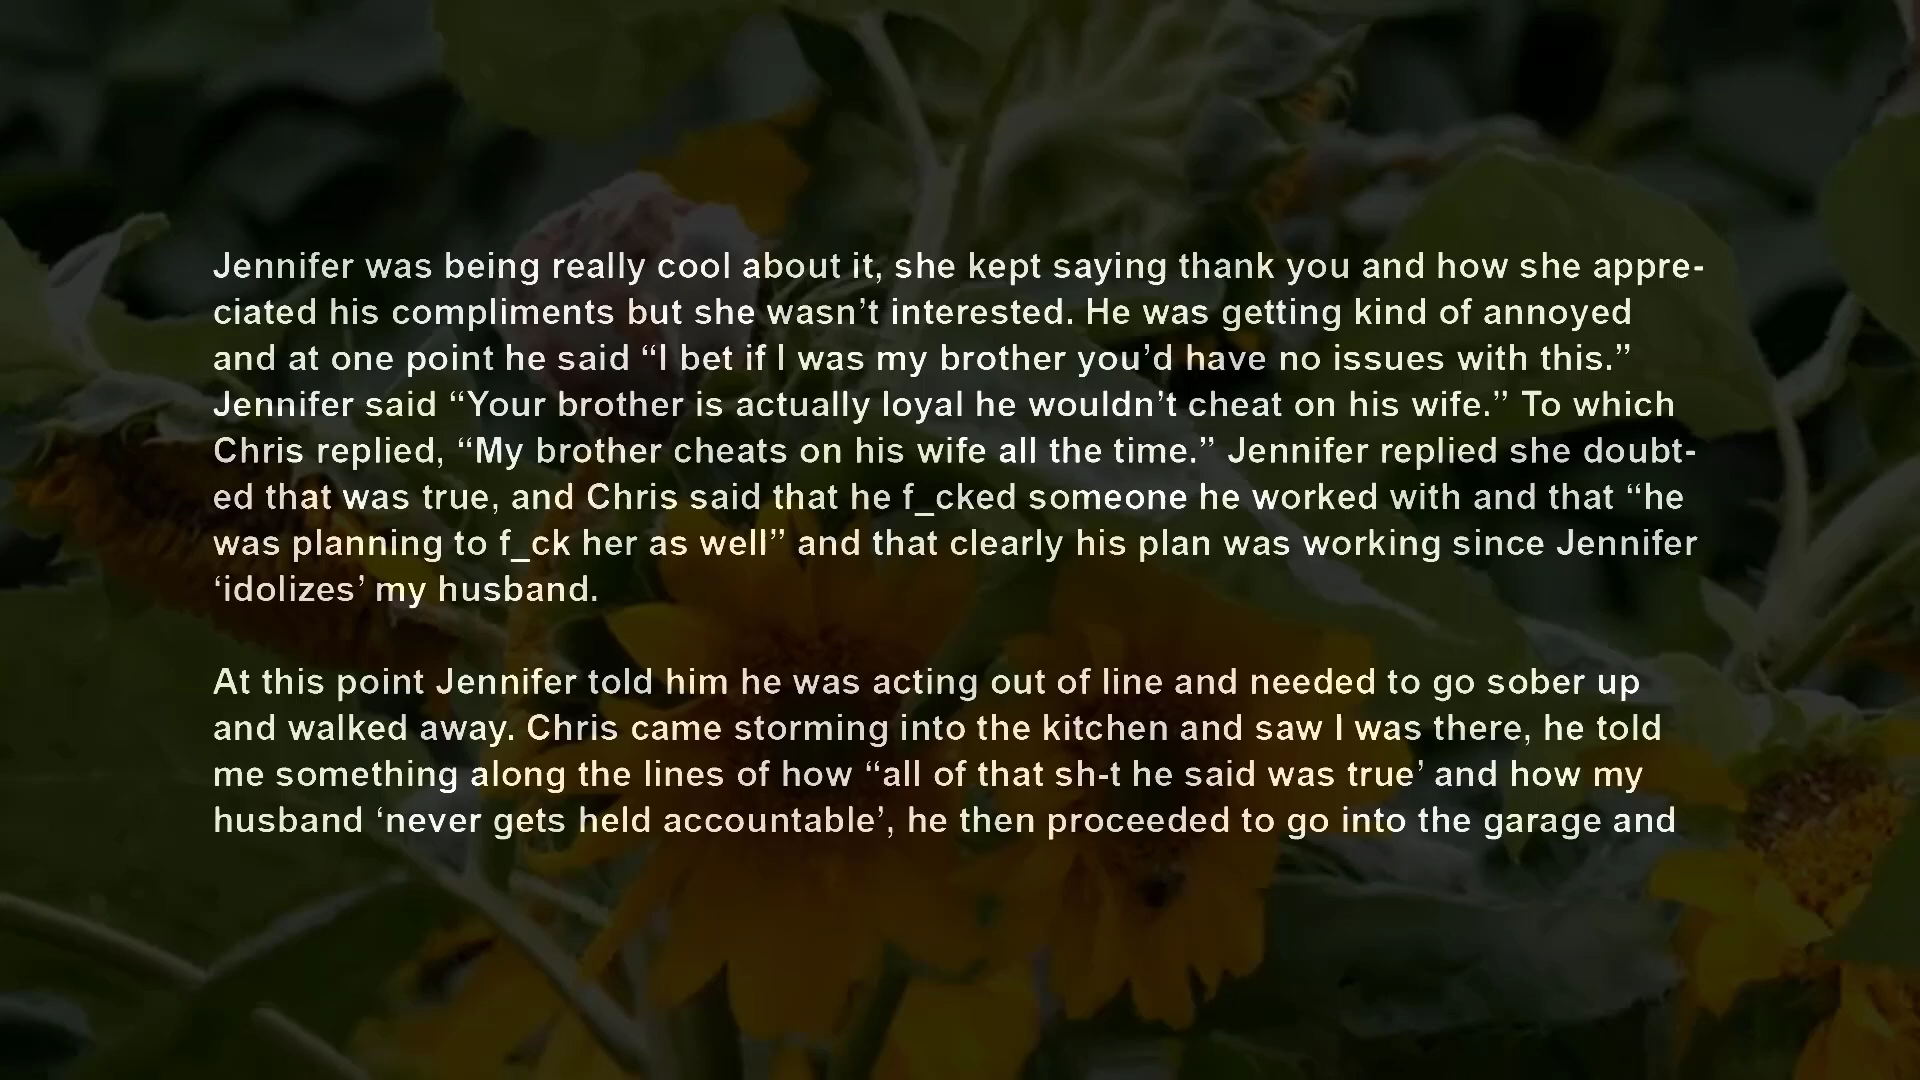 Jennifer was being really cool about it, she kept saying thank you and how she appre-
ciated his compliments but she wasn’t interested. He was getting kind of annoyed
and at one point he said “I bet if I was my brother you’d have no issues with this.”
Jennifer said “Your brother is actually loyal he wouldn’t cheat on his wife.” To which
Chris replied, “My brother cheats on his wife all the time.” Jennifer replied she doubt-
ed that was true, and Chris said that he f_cked someone he worked with and that “he
was planning to f_ck her as well” and that clearly his plan was working since Jennifer
‘idolizes’ my husband.
At this point Jennifer told him he was acting out of line and needed to go sober up
and walked away. Chris came storming into the kitchen and saw I was there, he told
me something along the lines of how “all of that sh-t he said was true’ and how my
husband ‘never gets held accountable’, he then proceeded to go into the garage and